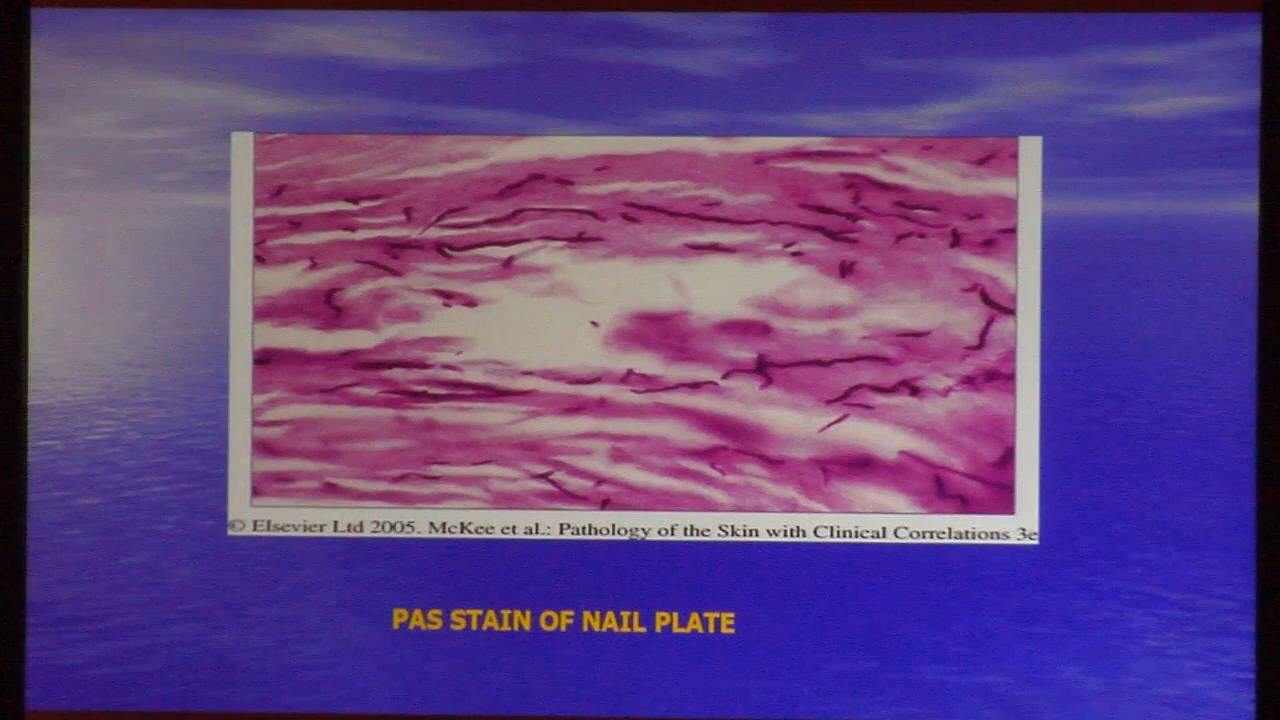 © Elsevier Ltd 2005. McKee et al.: Pathology of the Skin with Clinical Correlations 3e
PAS STAIN OF NAIL PLATE